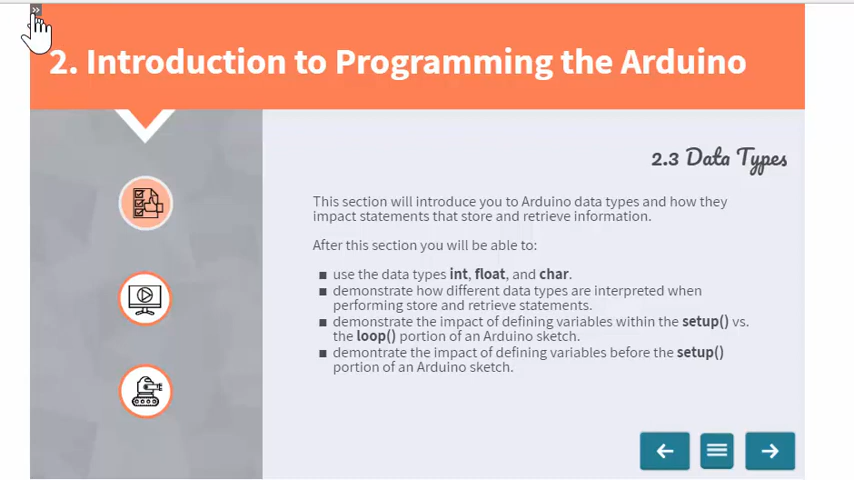 2. Introduction to Programming the Arduino
2.3 Data Types
This section will introduce you to Arduino data types and how they
impact statements that store and retrieve information.
After this section you will be able to:
■ use the data types int, float, and char.
■ demonstrate how different data types are interpreted when
performing store and retrieve statements.
■ demonstrate the impact of defining variables within the setup() vs.
the loop() portion of an Arduino sketch.
■ demontrate the impact of defining variables before the setup()
portion of an Arduino sketch.